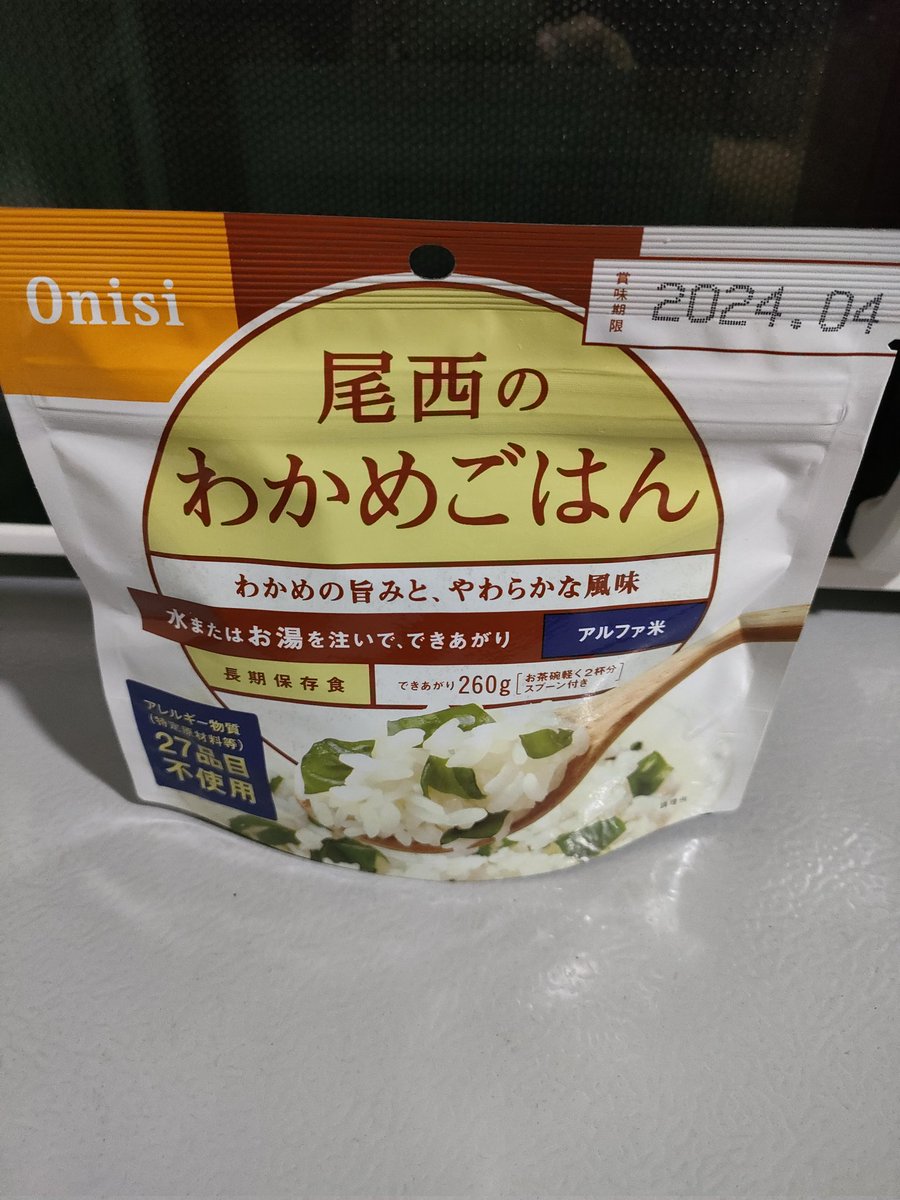 Onisi
賞味期限
2024.04
尾西の
わかめごはん
わかめの旨みと、やわらかな風味
水またはお湯を注いで、できあがり
アルファ米
長期保存食
できあがり260g[お茶碗軽く2杯分
スプーン付き]
アレルギー物質
(特定原材料等)
27品目
不使用
調理例